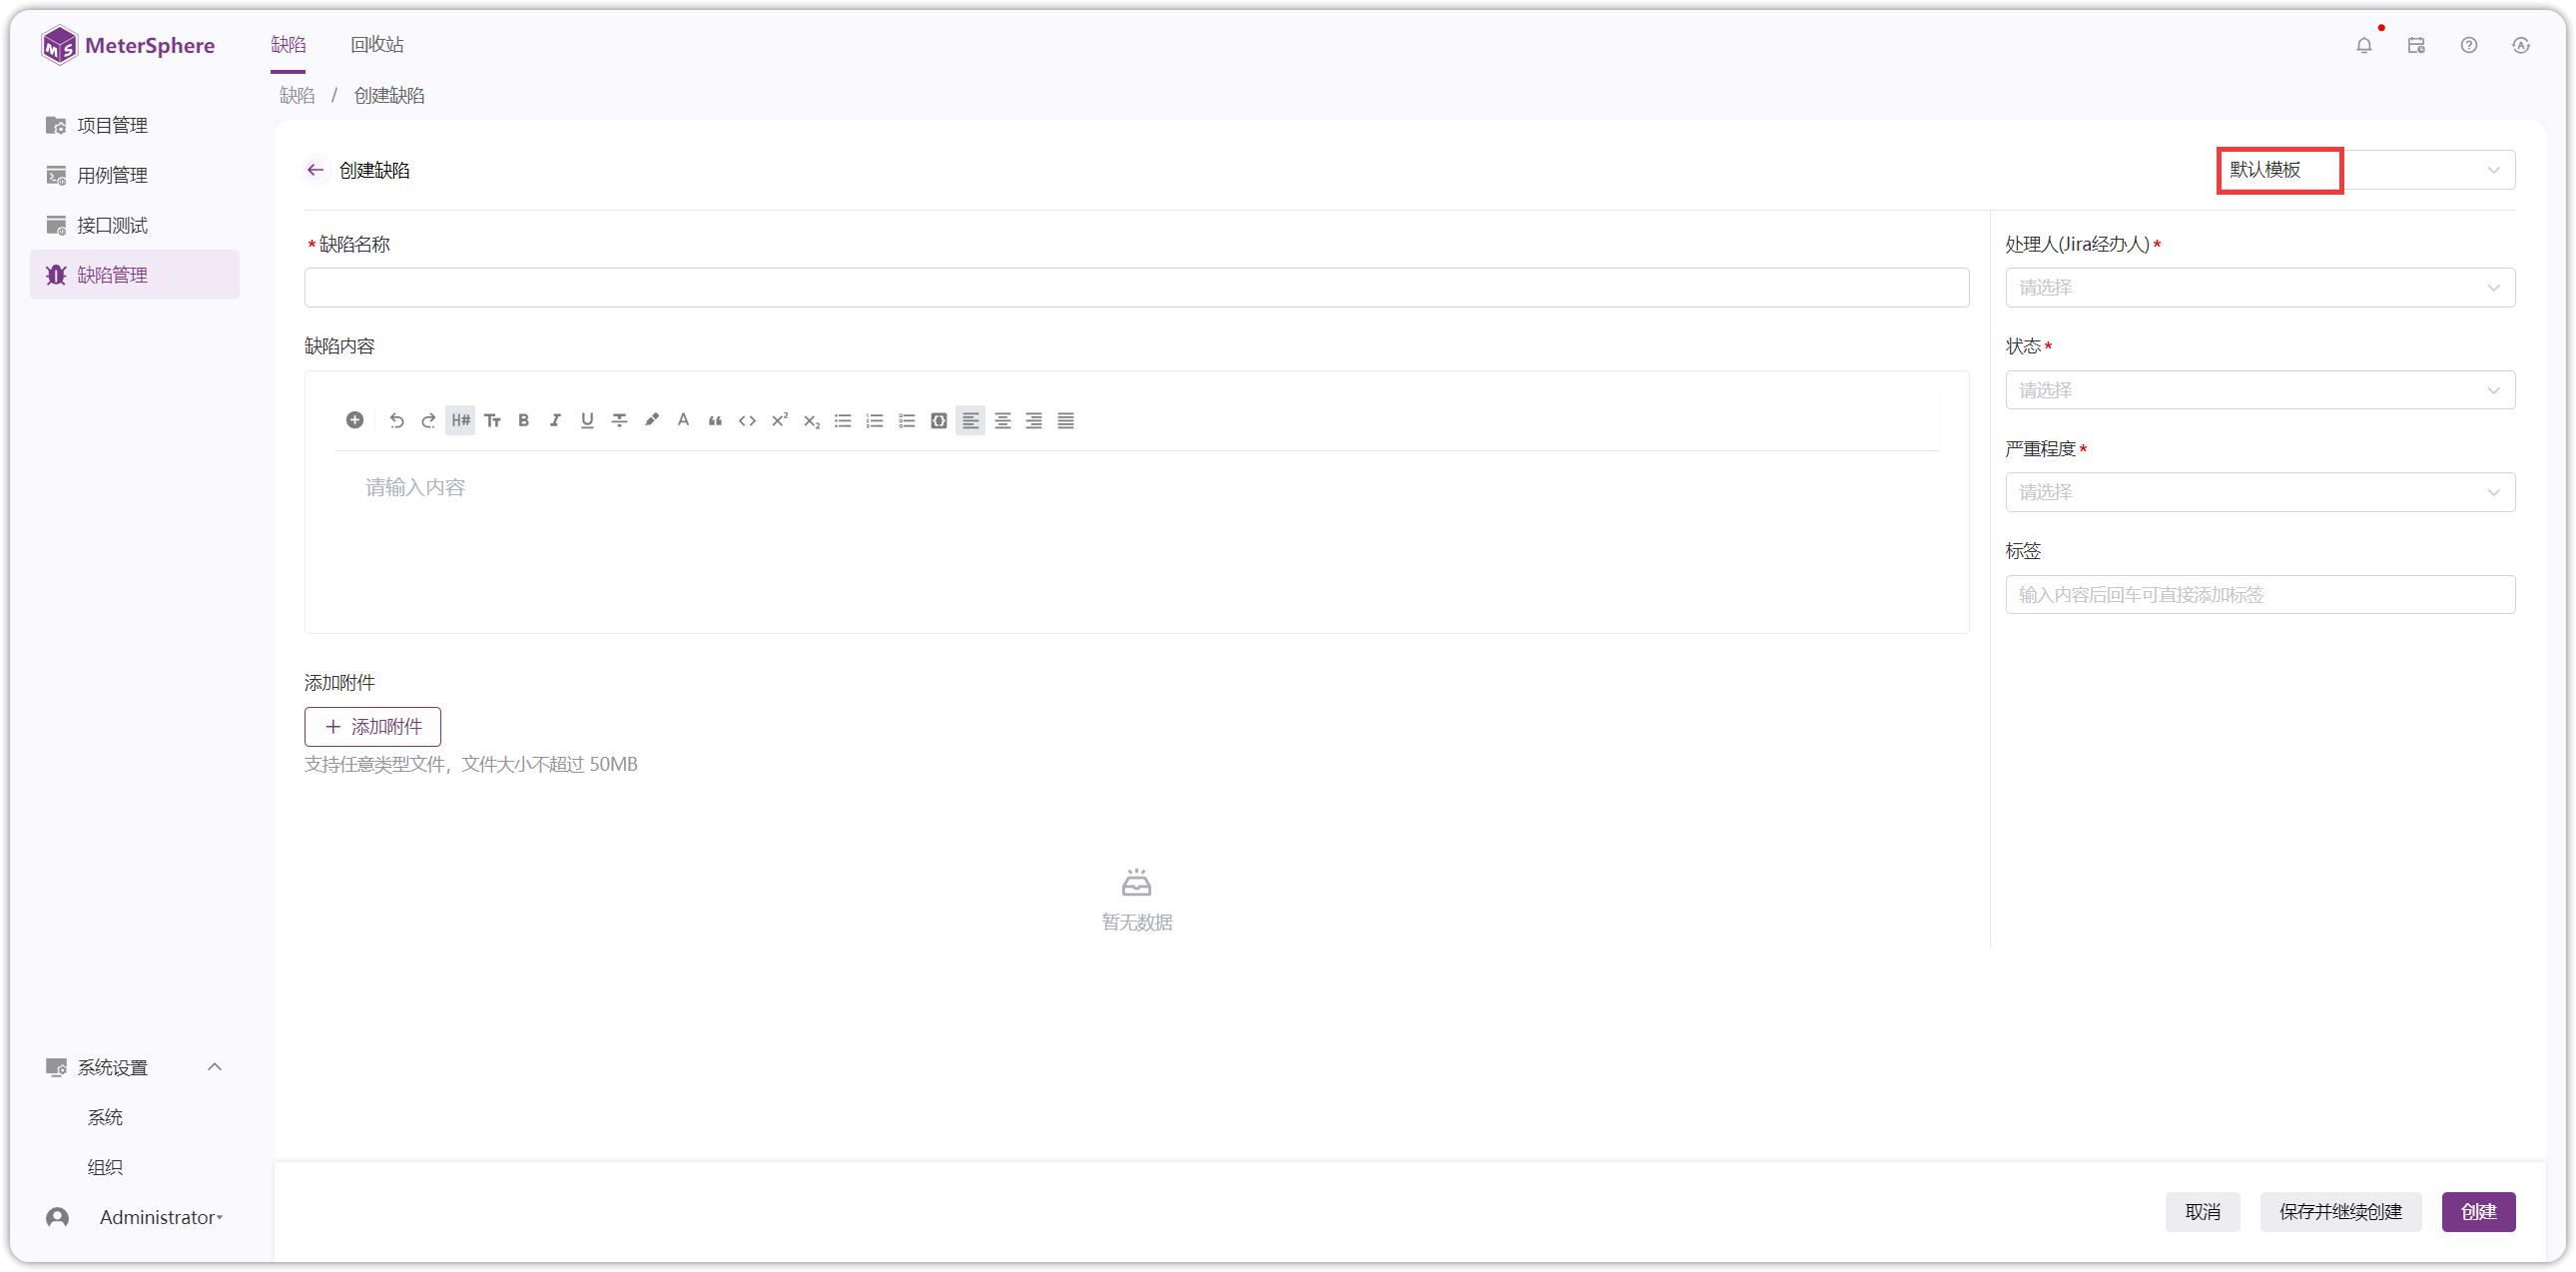 MeterSphere
缺陷
回收站
缺陷 / 创建缺陷
项目管理
用例管理
接口测试
缺陷管理
创建缺陷
默认模板
*缺陷名称
缺陷内容
H#
请输入内容
添加附件
添加附件
支持任意类型文件，文件大小不超过 50MB
暂无数据
处理人(Jira经办人)*
请选择
状态*
请选择
严重程度*
请选择
标签
输入内容后回车可直接添加标签
系统设置
系统
组织
Administrator
取消
保存并继续创建
创建